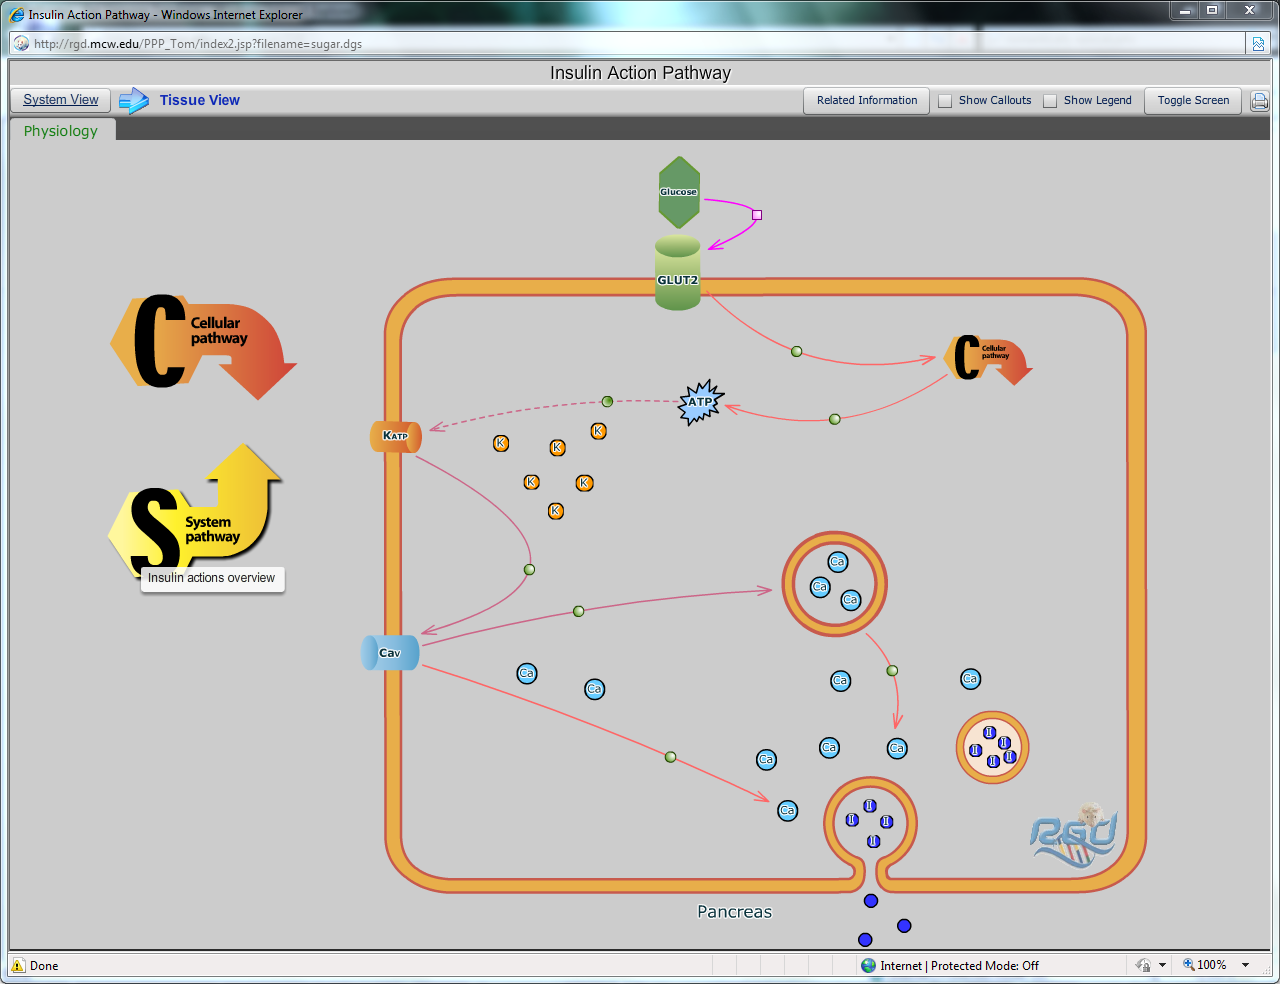 Insulin Action Pathway - Windows Internet Explorer
http://rgd.mcw.edu/PPP_Tom/index2.jsp?filename=sugar.dgs
Insulin Action Pathway
System View
Tissue View
Related Information
Show Callouts
Show Legend
Toggle Screen
Physiology
Glucose
GLUT2
C
Cellular
pathway
C
Cellular
pathway
ATP
KATP
K
K
K
K
K
K
S
System
pathway
Insulin actions overview
Ca
Ca
Ca
Cav
Ca
Ca
Ca
Ca
Ca
Ca
Ca
Ca
I
I
I
I
I
I
I
I
I
RGD
Pancreas
Done
Internet | Protected Mode: Off
100%